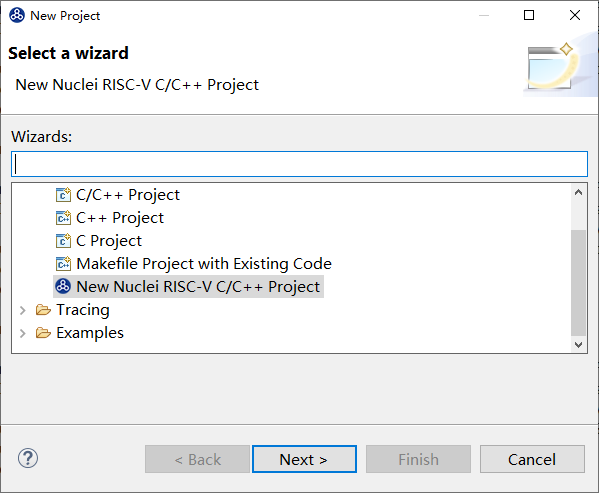 New Project
Select a wizard
New Nuclei RISC-V C/C++ Project
Wizards:
C/C++ Project
C++ Project
C Project
Makefile Project with Existing Code
New Nuclei RISC-V C/C++ Project
Tracing
Examples
< Back
Next >
Finish
Cancel